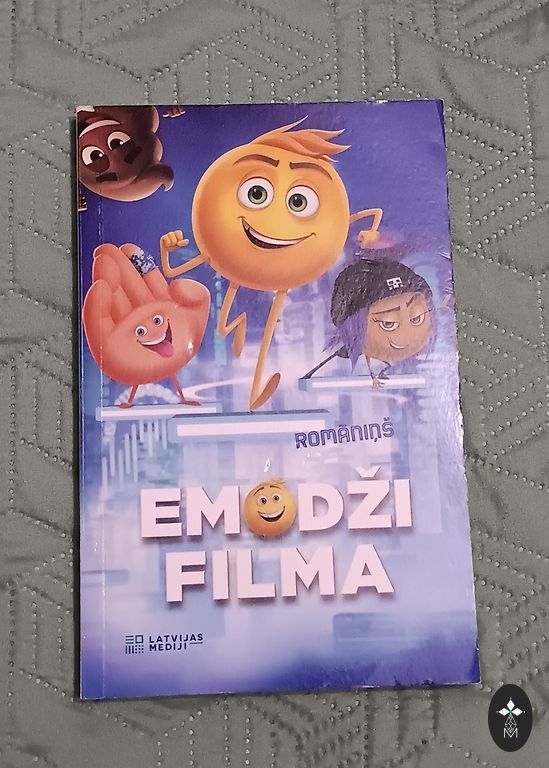 ROMĀNIŅŠ
EMODŽI
FILMA
LATVIJAS
MEDIJI
M